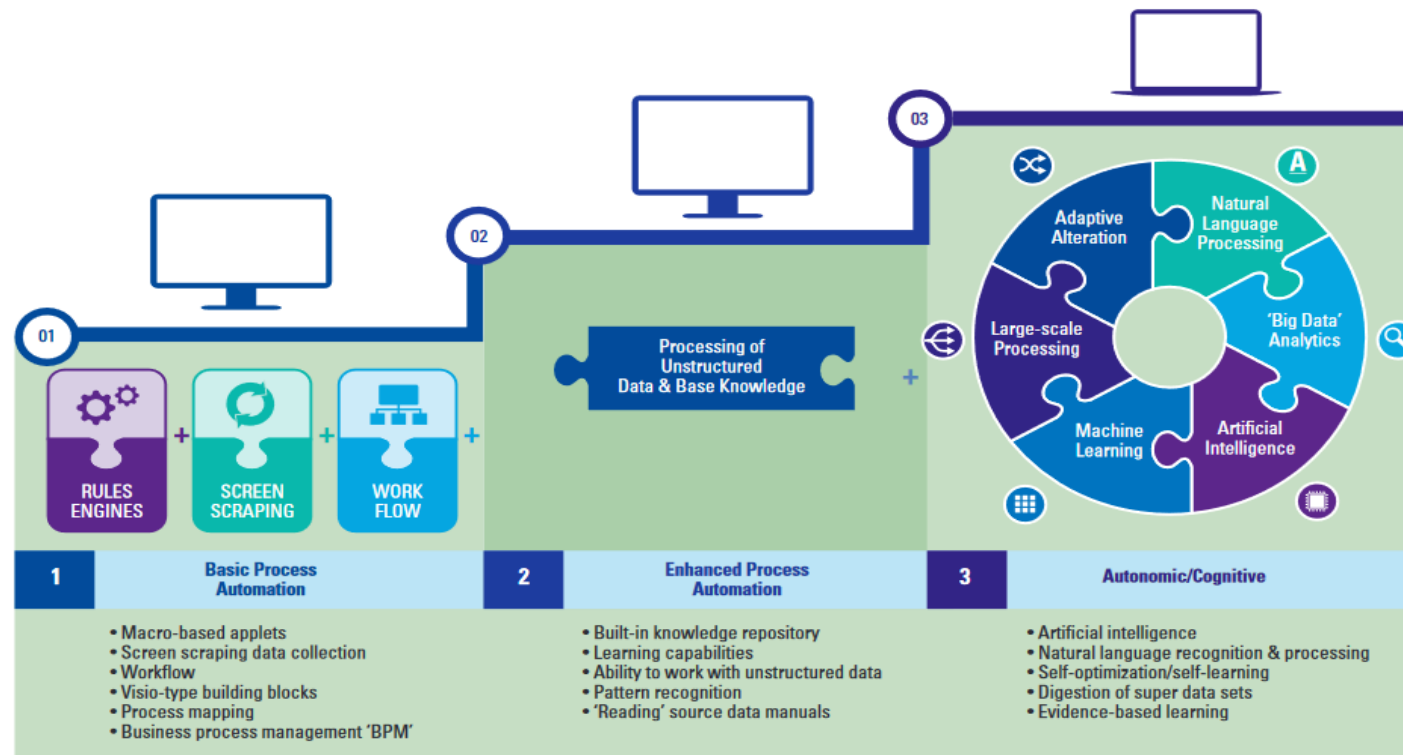 03
A
Adaptive
Alteration
Natural
Language
Processing
02
Large-scale
Processing
'Big Data'
Analytics
01
Processing of
Unstructured
Data & Base Knowledge
+
Machine
Learning
Artificial
Intelligence
RULES
ENGINES
+
SCREEN
SCRAPING
+
WORK
FLOW
+
1
Basic Process
Automation
2
Enhanced Process
Automation
3
Autonomic/Cognitive
• Macro-based applets
• Screen scraping data collection
• Workflow
• Visio-type building blocks
• Process mapping
• Business process management 'BPM'
• Built-in knowledge repository
• Learning capabilities
• Ability to work with unstructured data
• Pattern recognition
• 'Reading' source data manuals
• Artificial intelligence
• Natural language recognition & processing
• Self-optimization/self-learning
• Digestion of super data sets
• Evidence-based learning